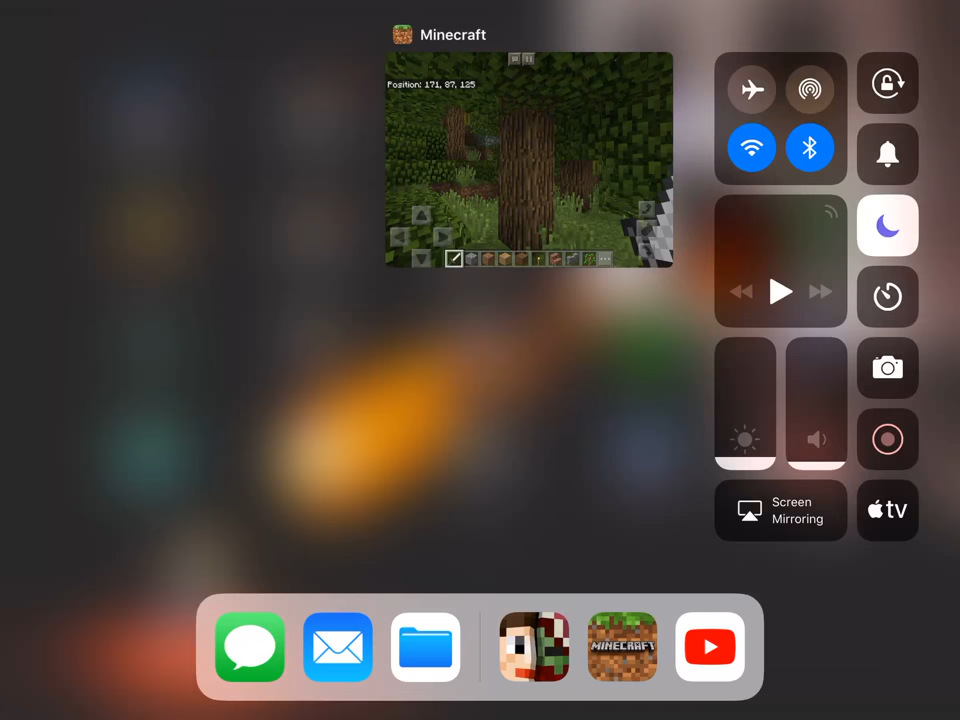 Minecraft
Position: 171, 87, 125
Screen
Mirroring
tv
MINECRAFT